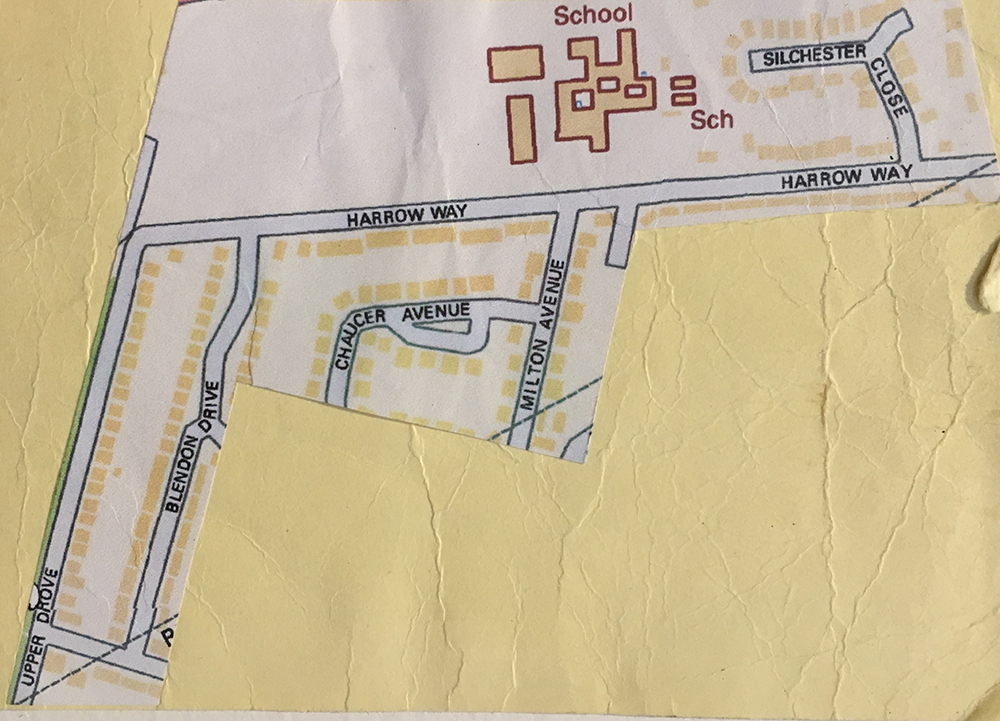 School
SILCHESTER
CLOSE
Sch
HARROW WAY
HARROW WAY
CHAUCER AVENUE
MILTON AVENUE
BLENDON DRIVE
UPPER DROVE